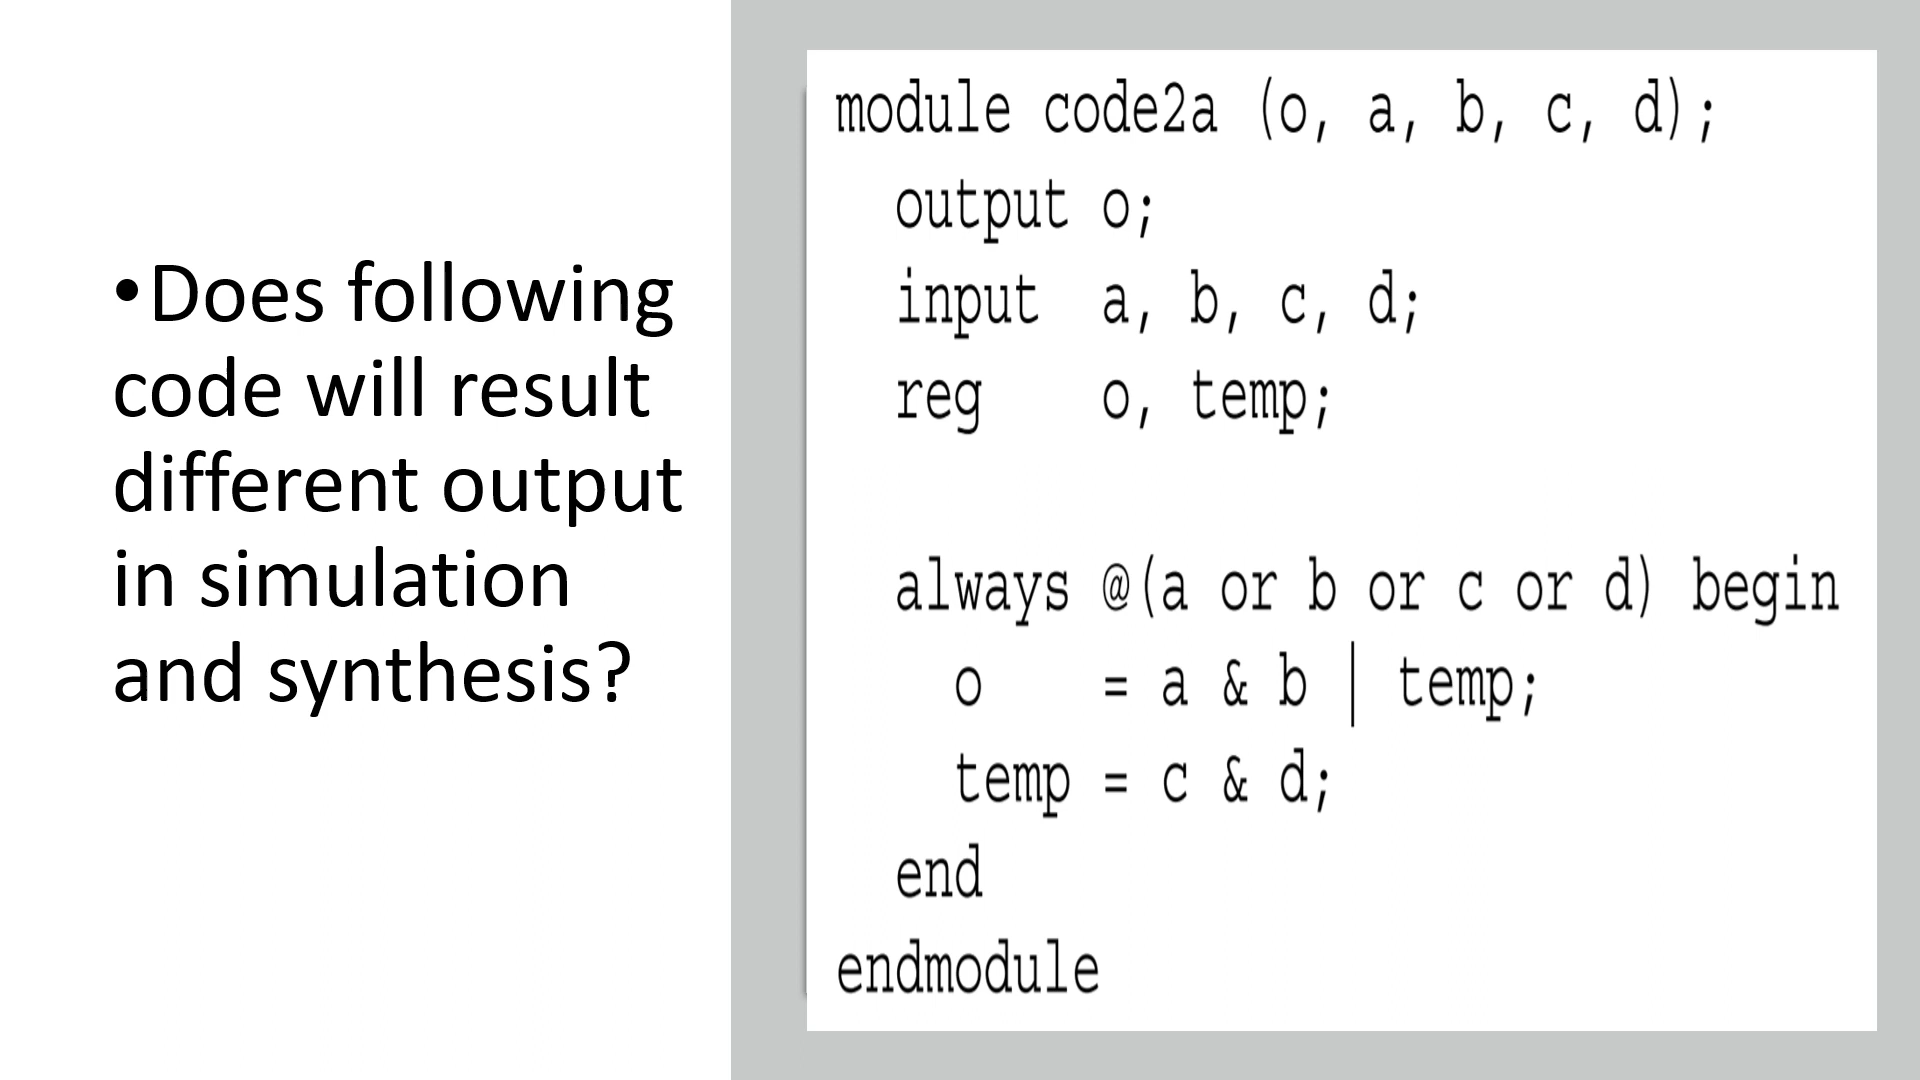 •Does following
code will result
different output
in simulation
and synthesis?
module code2a (o, a, b, c, d);
output o;
input  a, b, c, d;
reg    o, temp;
always @(a or b or c or d) begin
o    = a & b | temp;
temp = c & d;
end
endmodule